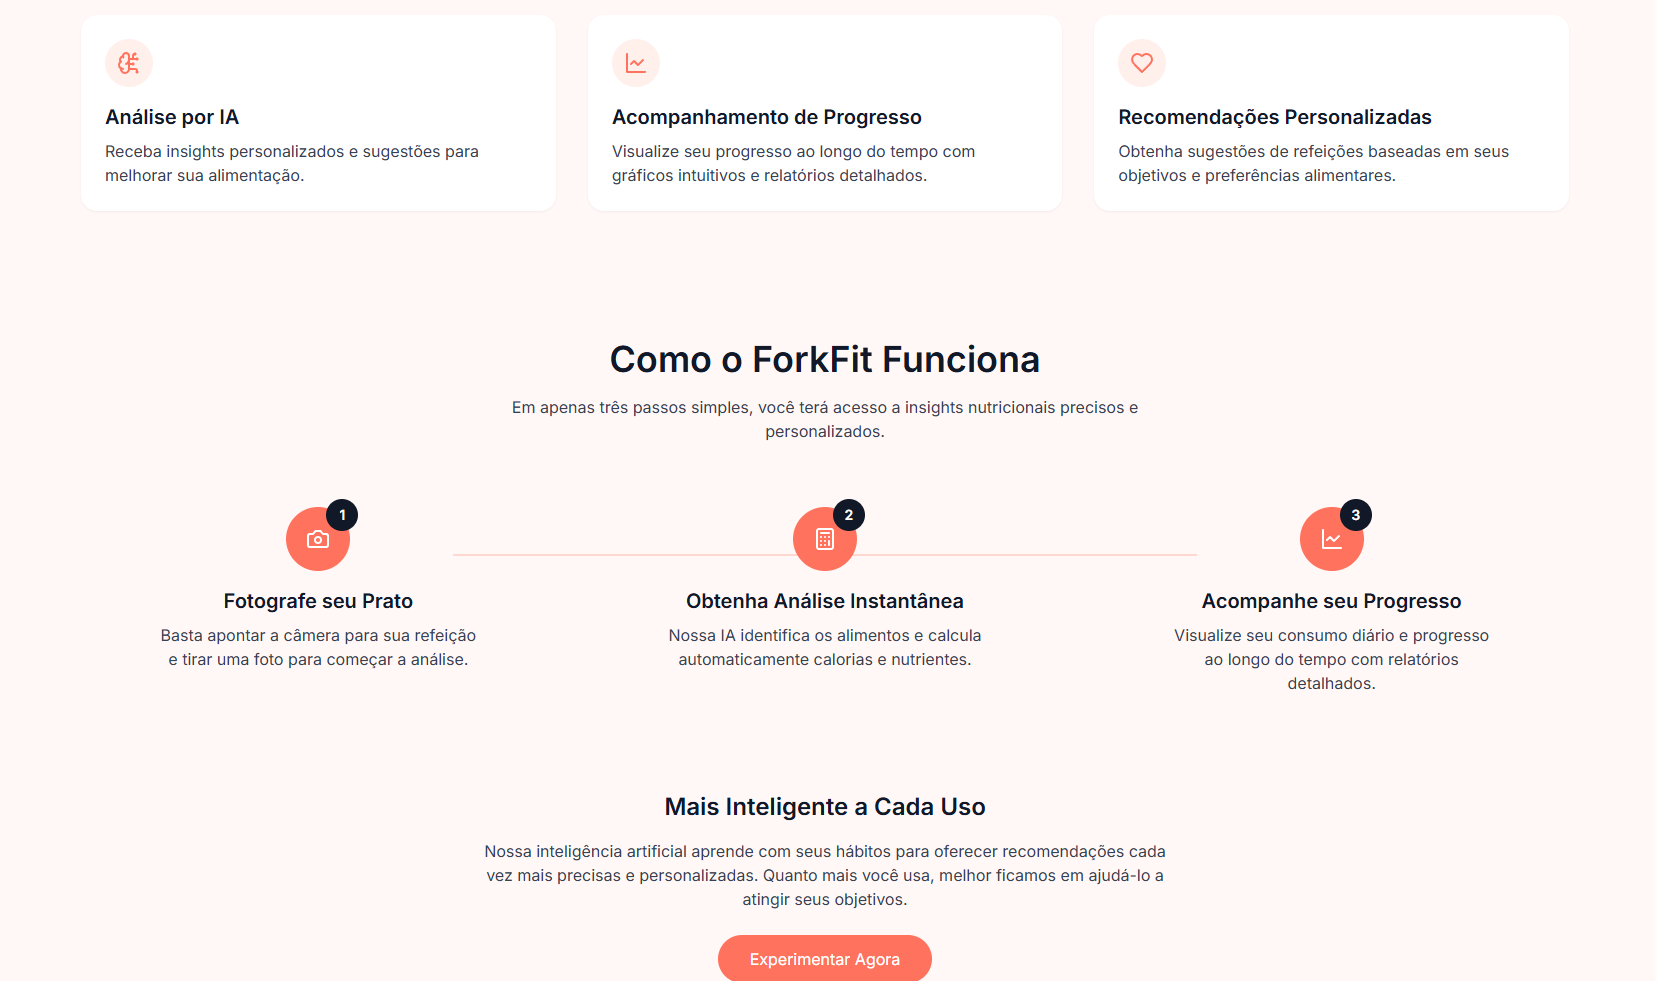 Análise por IA
Receba insights personalizados e sugestões para
melhorar sua alimentação.
Acompanhamento de Progresso
Visualize seu progresso ao longo do tempo com
gráficos intuitivos e relatórios detalhados.
Recomendações Personalizadas
Obtenha sugestões de refeições baseadas em seus
objetivos e preferências alimentares.
Como o ForkFit Funciona
Em apenas três passos simples, você terá acesso a insights nutricionais precisos e
personalizados.
1
Fotografe seu Prato
Basta apontar a câmera para sua refeição
e tirar uma foto para começar a análise.
2
Obtenha Análise Instantânea
Nossa IA identifica os alimentos e calcula
automaticamente calorias e nutrientes.
3
Acompanhe seu Progresso
Visualize seu consumo diário e progresso
ao longo do tempo com relatórios
detalhados.
Mais Inteligente a Cada Uso
Nossa inteligência artificial aprende com seus hábitos para oferecer recomendações cada
vez mais precisas e personalizadas. Quanto mais você usa, melhor ficamos em ajudá-lo a
atingir seus objetivos.
Experimentar Agora